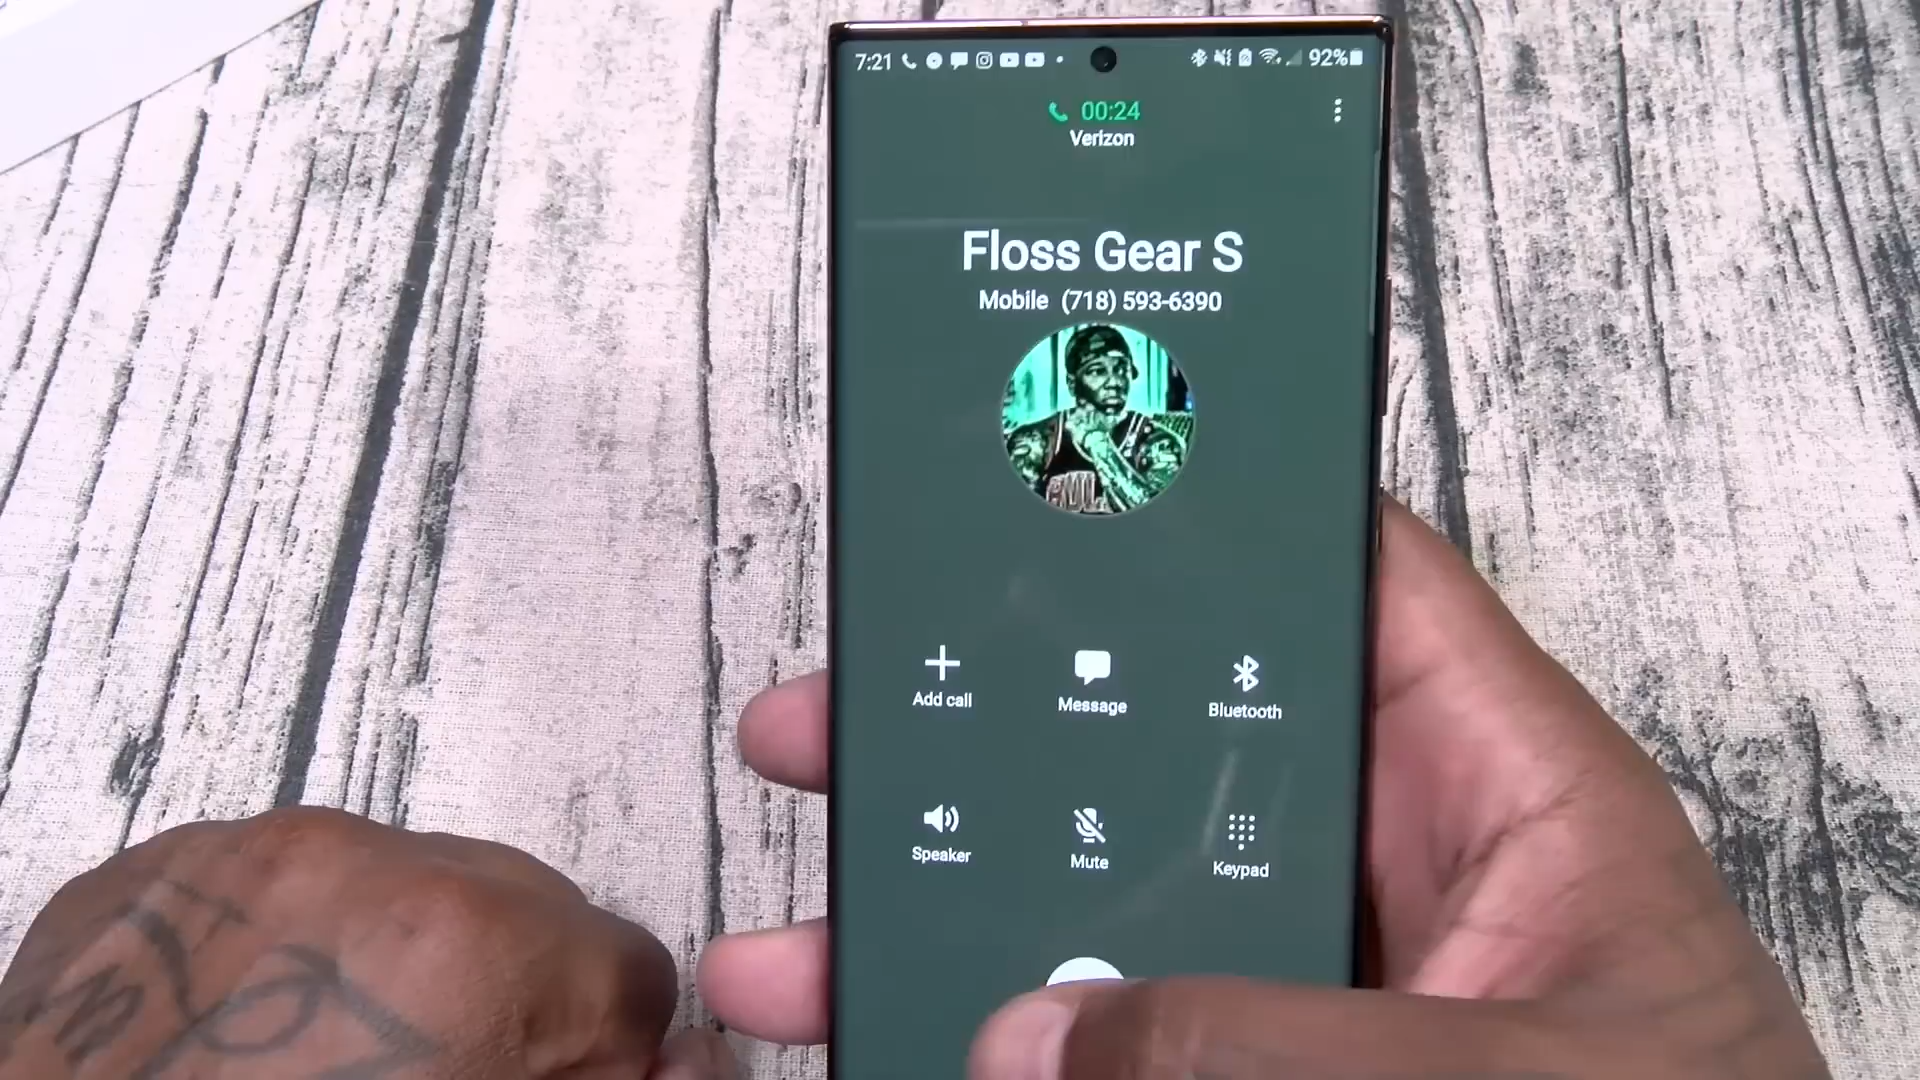 7:21 92%
00:24
Verizon
Floss Gear S
Mobile (718) 593-6390
Add call Message Bluetooth
Speaker Mute Keypad